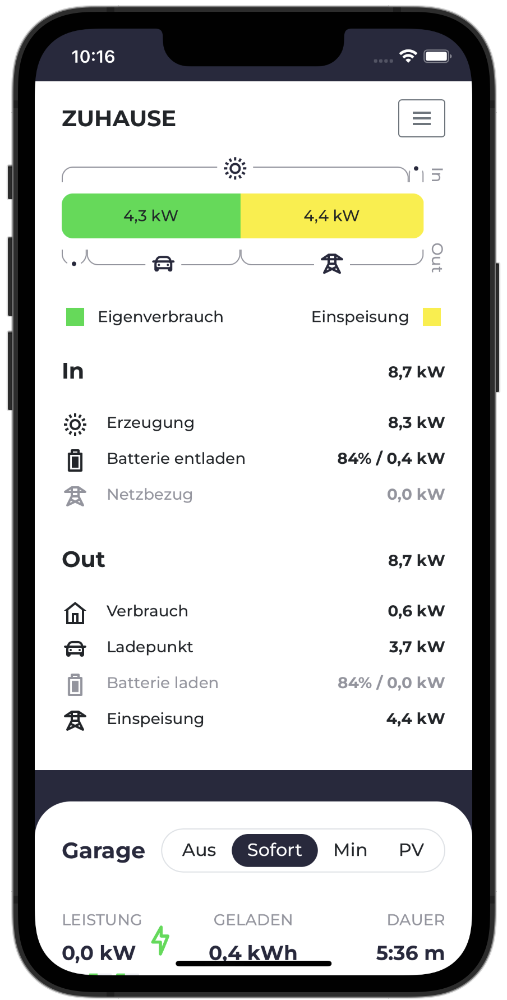 10:16
ZUHAUSE
In
4,3 kW 4,4 kW
Out
Eigenverbrauch Einspeisung
In 8,7 kW
Erzeugung 8,3 kW
Batterie entladen 84% / 0,4 kW
Netzbezug 0,0 kW
Out 8,7 kW
Verbrauch 0,6 kW
Ladepunkt 3,7 kW
Batterie laden 84% / 0,0 kW
Einspeisung 4,4 kW
Garage Aus Sofort Min PV
LEISTUNG GELADEN DAUER
0,0 kW 0,4 kWh 5:36 m